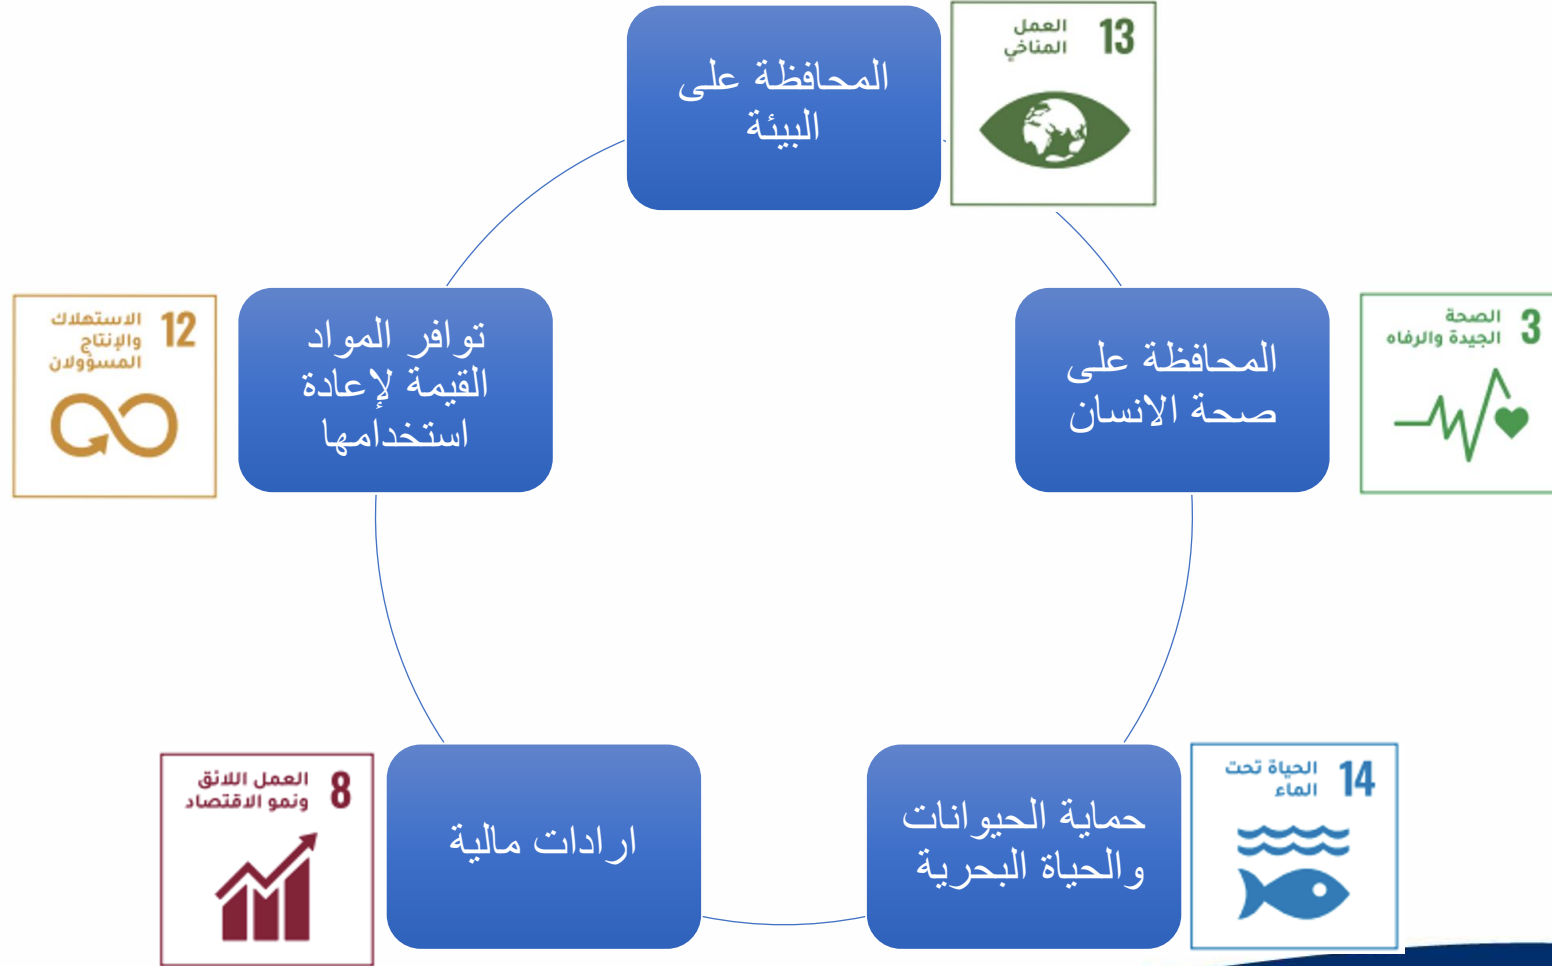 المحافظة على
البيئة
13
العمل
المناخي
المحافظة على
صحة الانسان
3
الصحة
الجيدة والرفاه
حماية الحيوانات
والحياة البحرية
14
الحياة تحت
الماء
ارادات مالية
8
العمل اللائق
ونمو الاقتصاد
توافر المواد
القيمة لإعادة
استخدامها
12
الاستهلاك
والإنتاج
المسؤولان